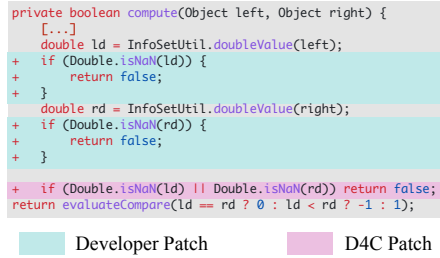 private boolean compute(Object left, Object right) {
    [...]
    double ld = InfoSetUtil.doubleValue(left);
+   if (Double.isNaN(ld)) {
+       return false;
+   }
    double rd = InfoSetUtil.doubleValue(right);
+   if (Double.isNaN(rd)) {
+       return false;
+   }
+   if (Double.isNaN(ld) || Double.isNaN(rd)) return false;
return evaluateCompare(ld == rd ? 0 : ld < rd ? -1 : 1);
Developer Patch D4C Patch